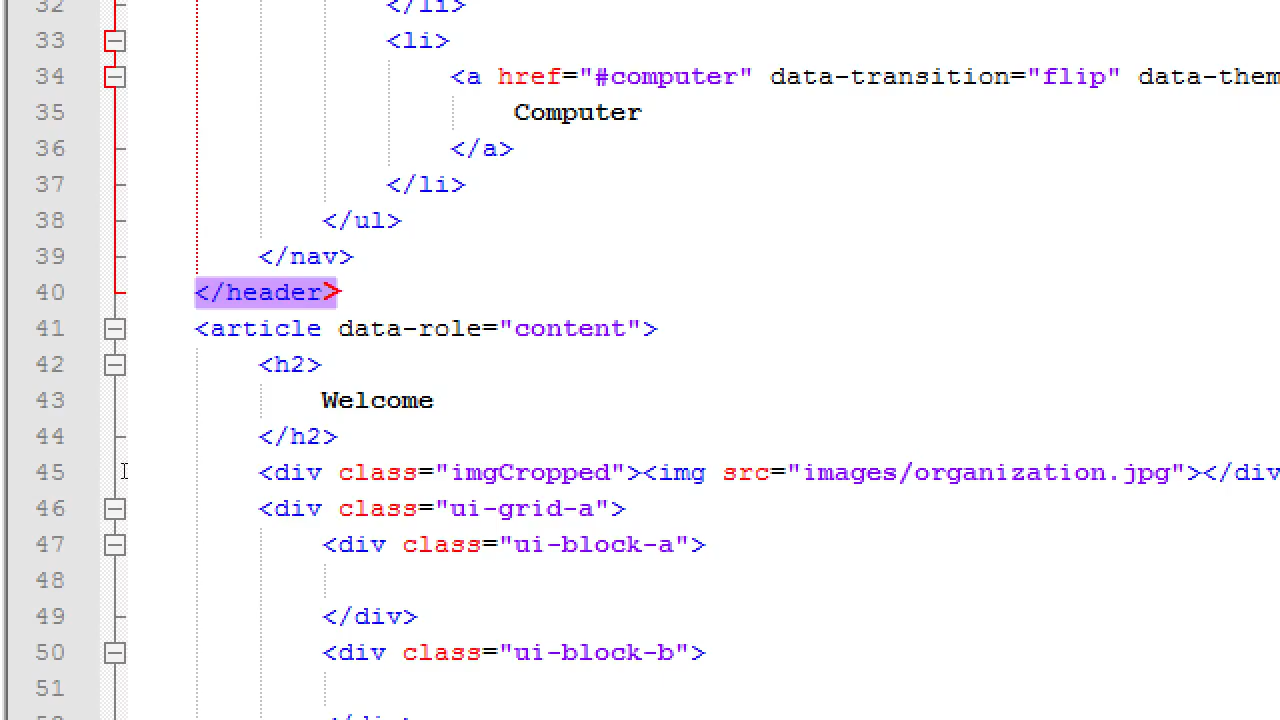 32 </li>
33 <li>
34 <a href="#computer" data-transition="flip" data-them
35 Computer
36 </a>
37 </li>
38 </ul>
39 </nav>
40 </header>
41 <article data-role="content">
42 <h2>
43 Welcome
44 </h2>
45 <div class="imgCropped"><img src="images/organization.jpg"></div
46 <div class="ui-grid-a">
47 <div class="ui-block-a">
48
49 </div>
50 <div class="ui-block-b">
51
52 </div>